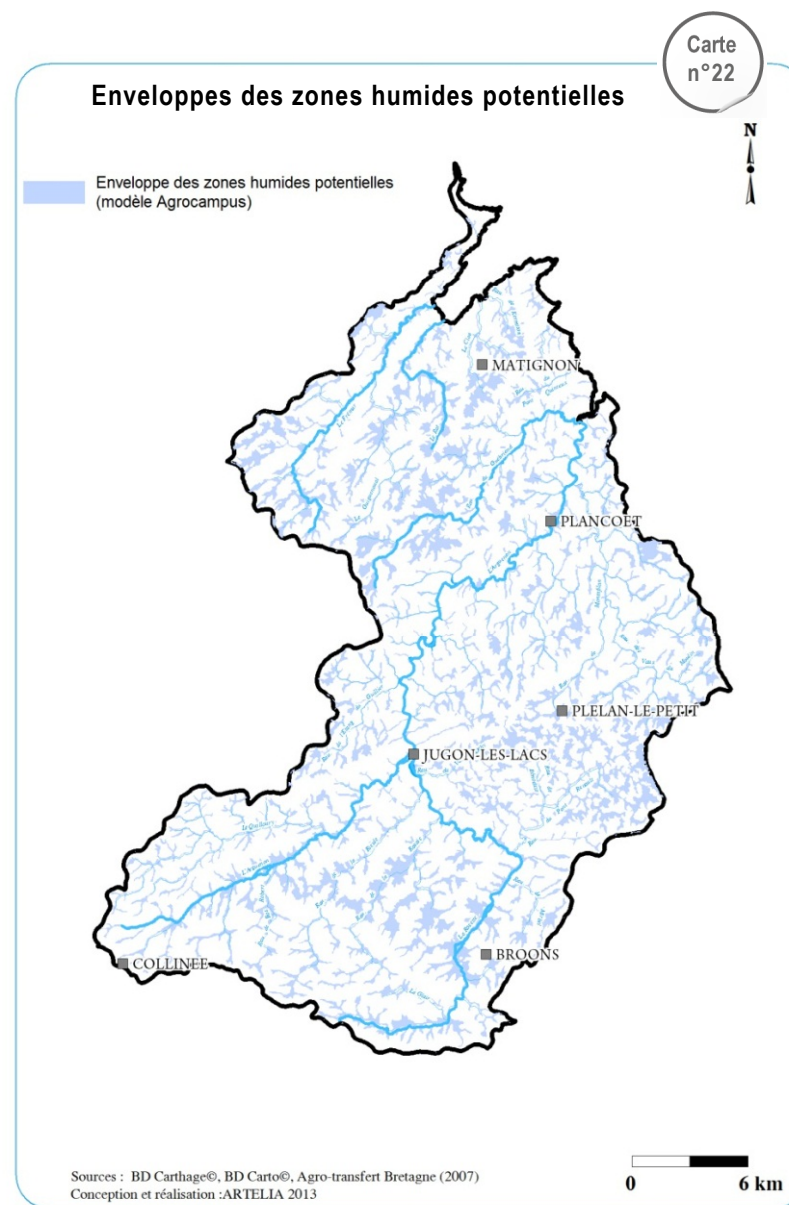 Carte
n°22
Enveloppes des zones humides potentielles
N
Enveloppe des zones humides potentielles
(modèle Agrocampus)
MATIGNON
PLANCOET
PLELAN-LE-PETIT
JUGON-LES-LACS
BROONS
COLLINEE
Sources : BD Carthage©, BD Carto©, Agro-transfert Bretagne (2007)
Conception et réalisation :ARTELIA 2013
0 6 km